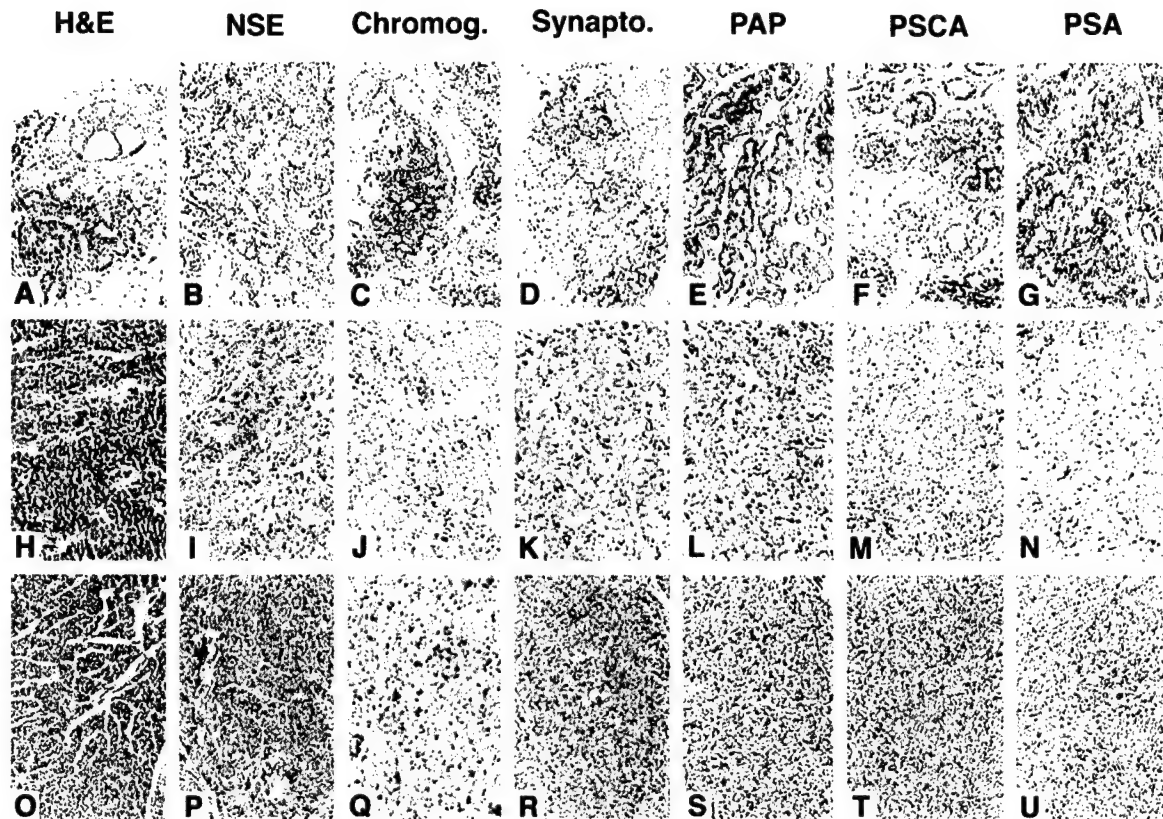 H&E NSE Chromog. Synapto. PAP PSCA PSA
A B C D E F G
H I J K L M N
O P Q R S T U